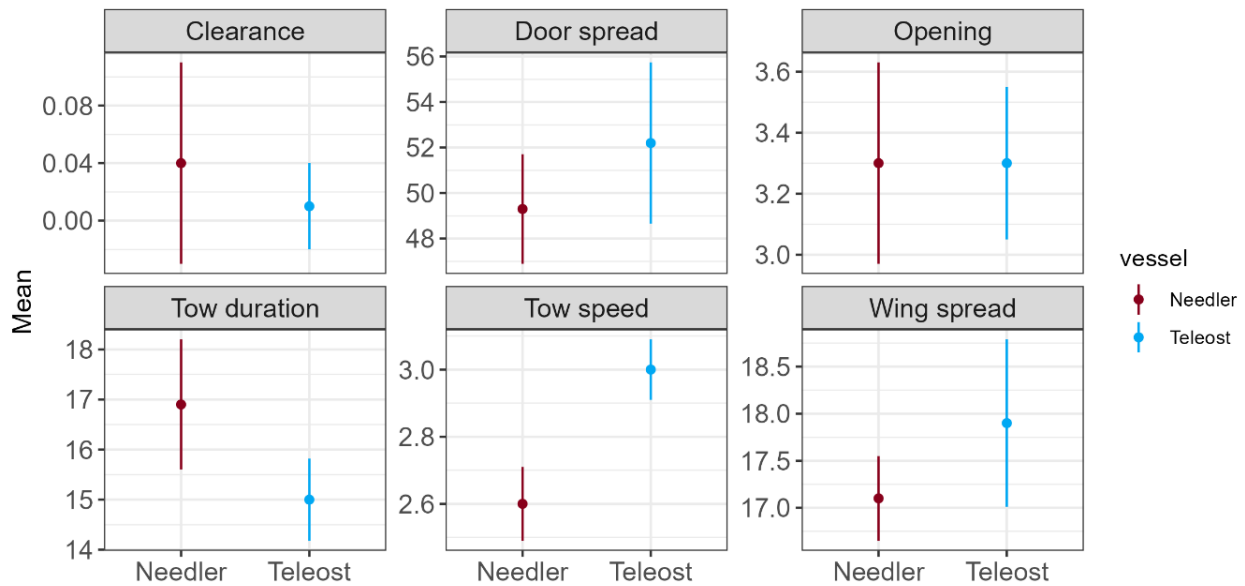 Clearance
Door spread
Opening
0.08
0.04
0.00
56
54
52
50
48
3.6
3.4
3.2
3.0
Mean
Tow duration
Tow speed
Wing spread
18
17
16
15
14
3.0
2.8
2.6
18.5
18.0
17.5
17.0
Needler
Teleost
Needler
Teleost
Needler
Teleost
vessel
Needler
Teleost